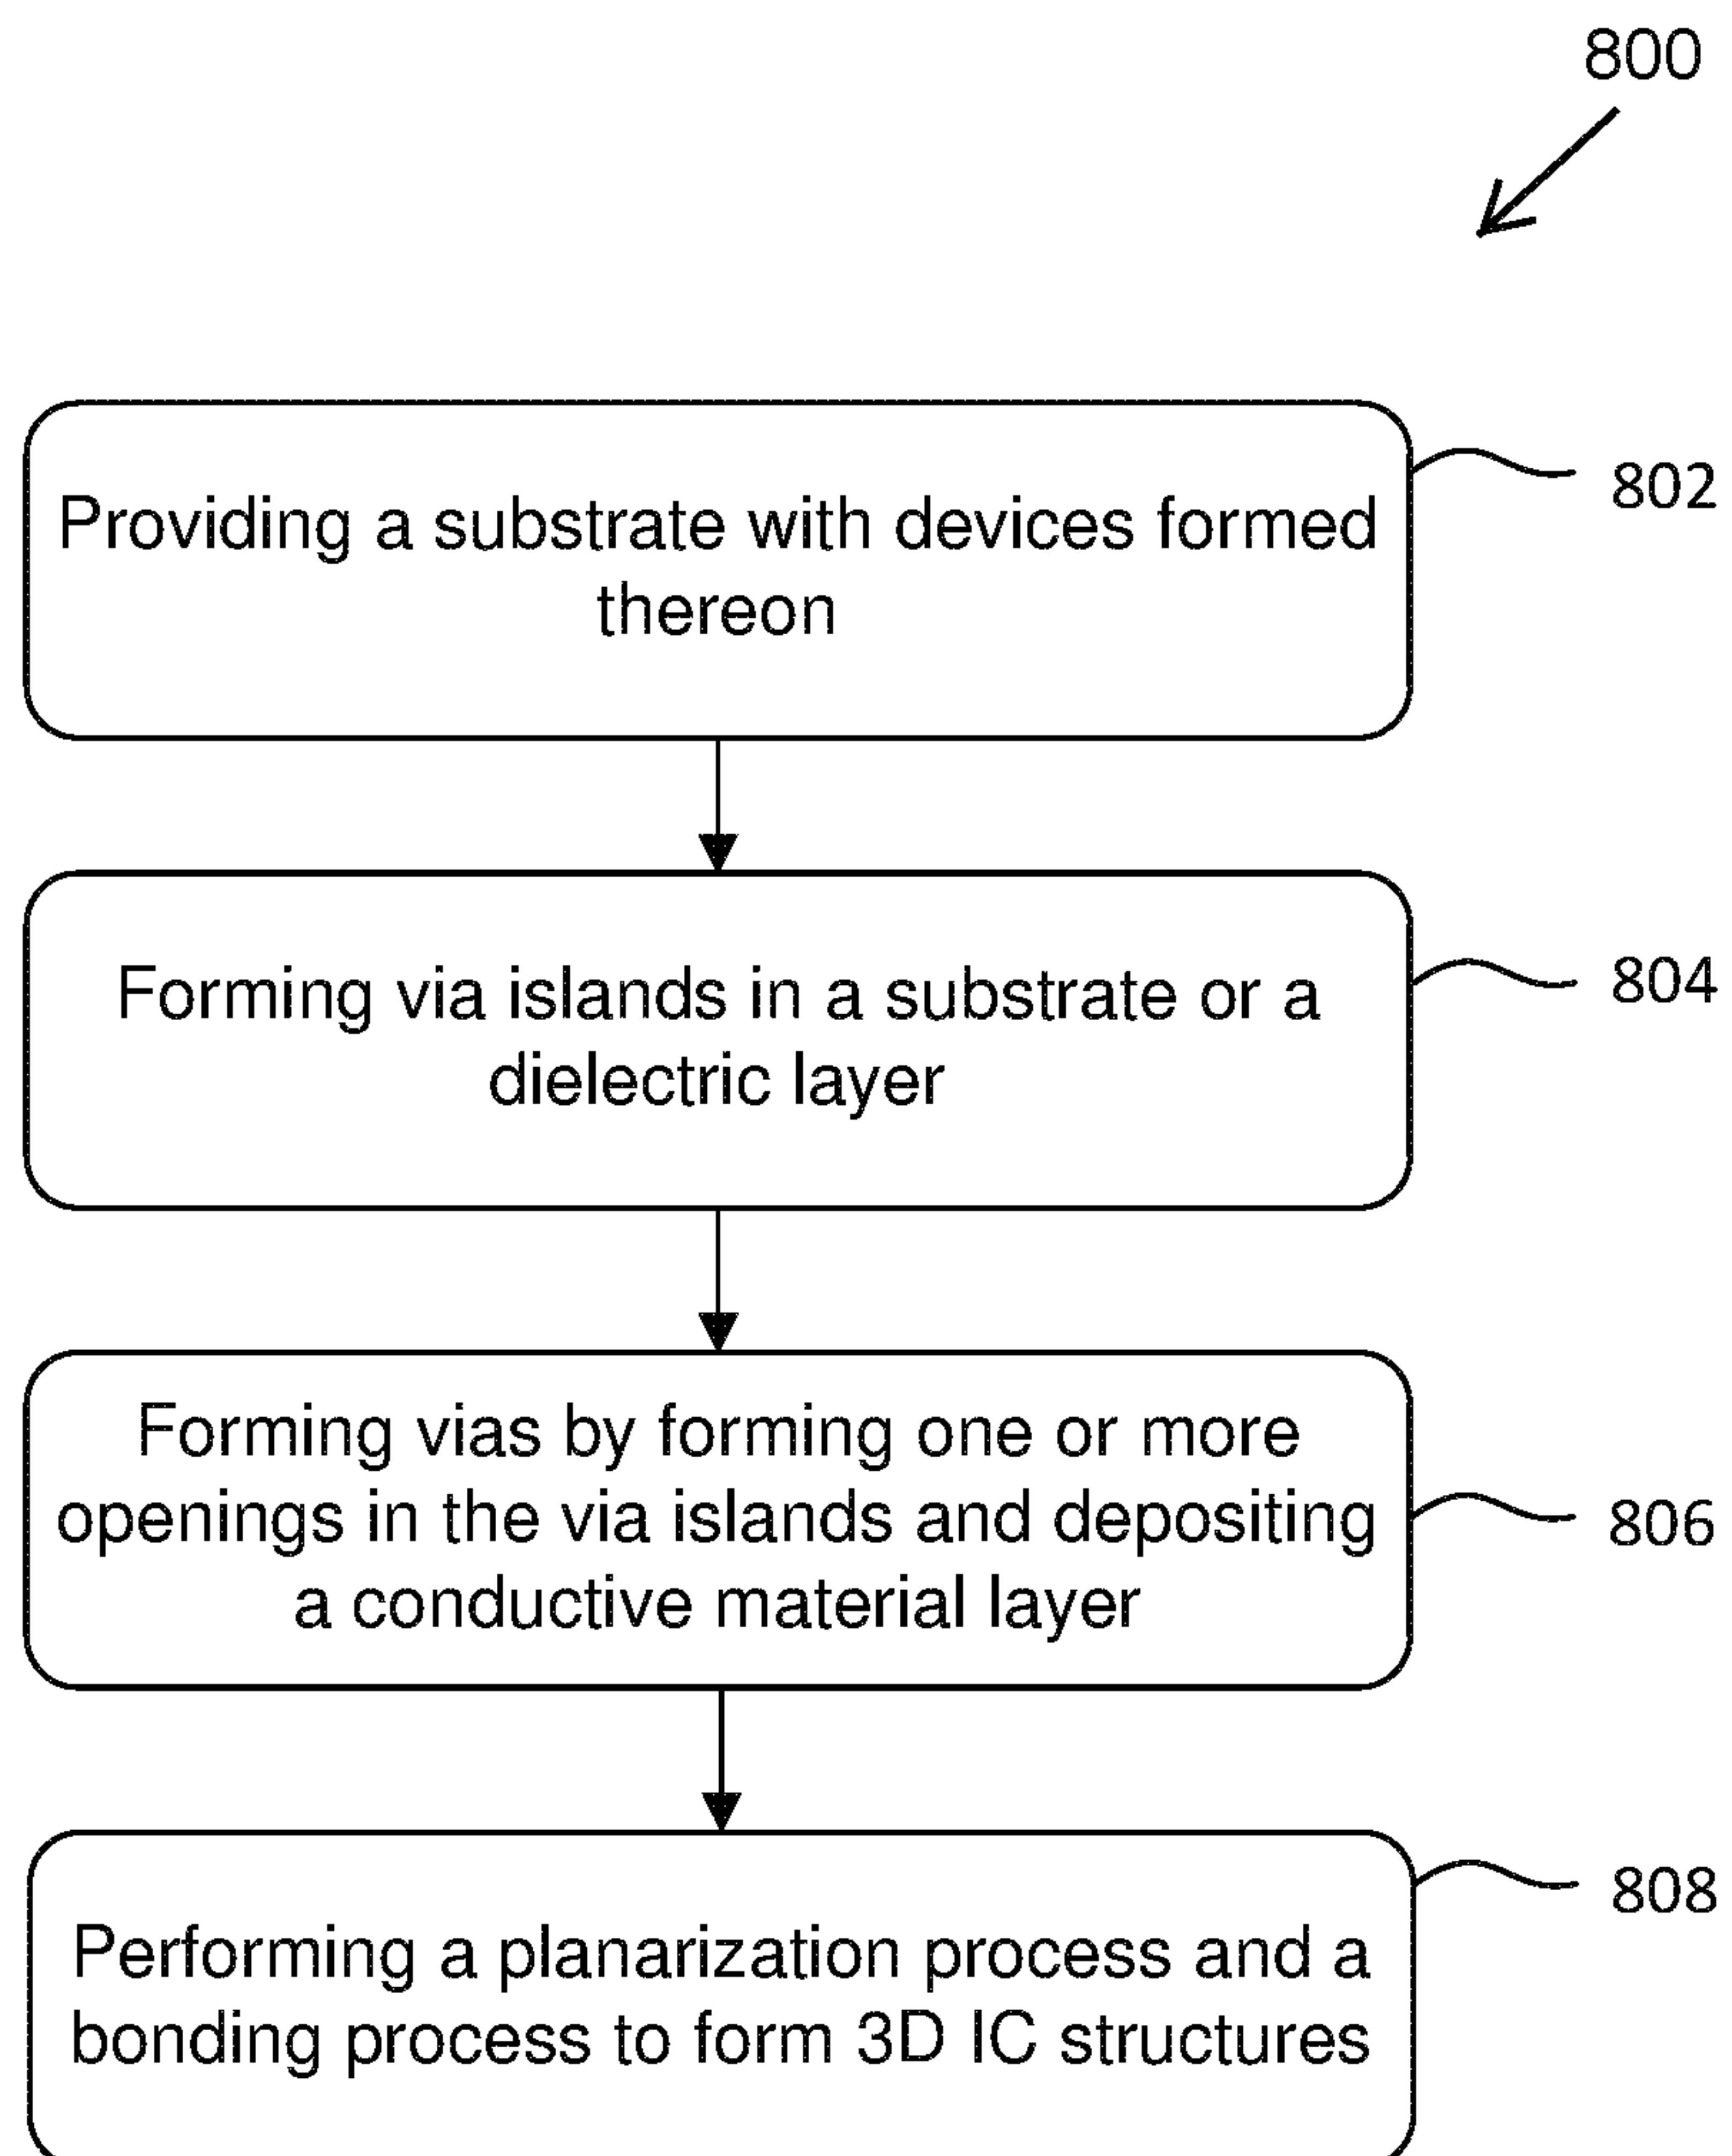 800
Providing a substrate with devices formed
thereon
802
Forming via islands in a substrate or a
dielectric layer
804
Forming vias by forming one or more
openings in the via islands and depositing
a conductive material layer
806
Performing a planarization process and a
bonding process to form 3D IC structures
808